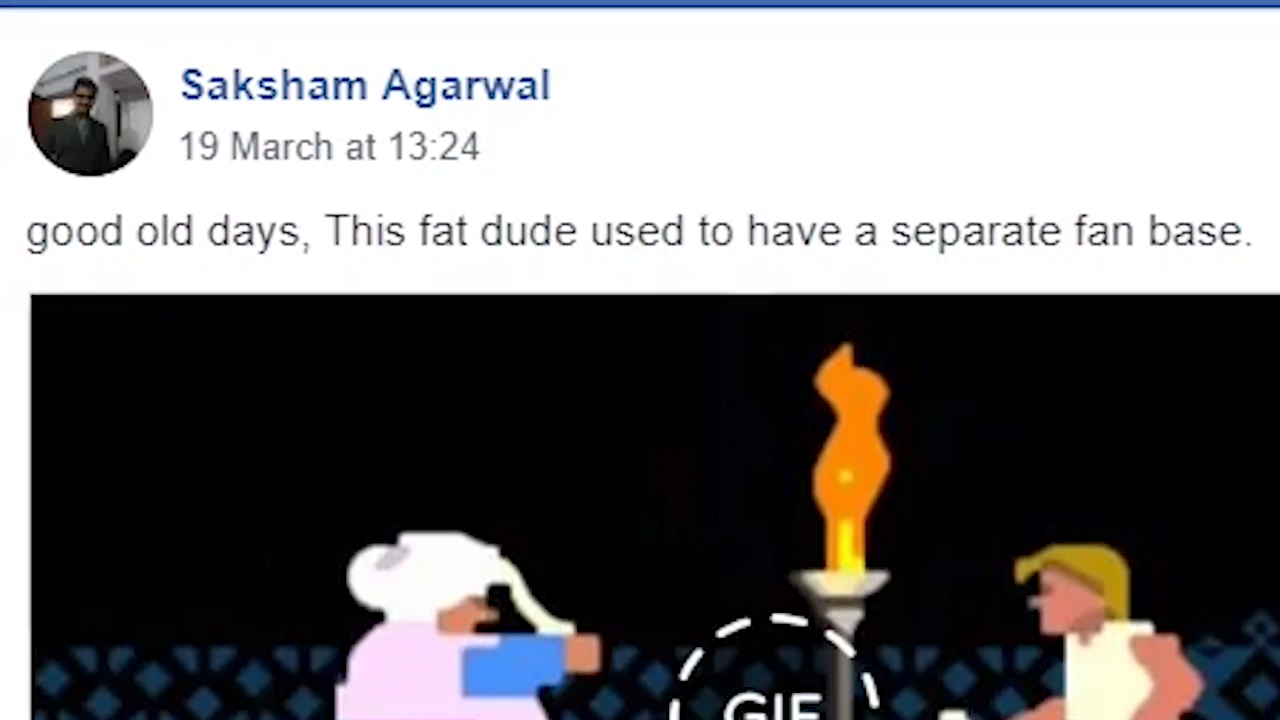 Saksham Agarwal
19 March at 13:24
good old days, This fat dude used to have a separate fan base.
GIF